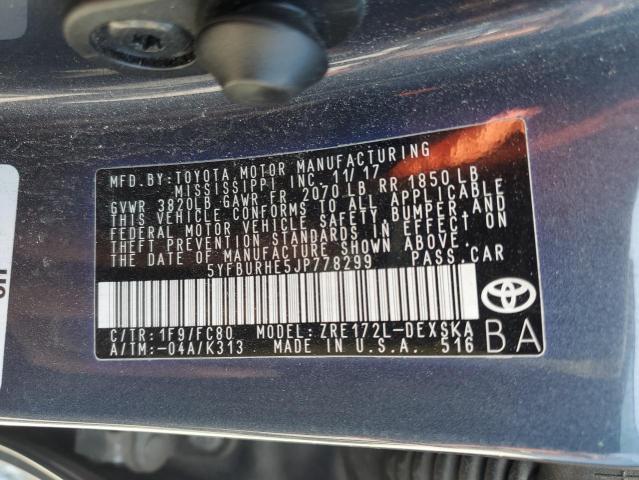 MFD.BY:TOYOTA MOTOR MANUFACTURING
MISSISSIPPI, INC. 11/17
GVWR 3820LB GAWR FR 2070 LB RR 1850 LB
THIS VEHICLE CONFORMS TO ALL APPLICABLE
FEDERAL MOTOR VEHICLE SAFETY,BUMPER,AND
THEFT PREVENTION STANDARDS IN EFFECT ON
THE DATE OF MANUFACTURE SHOWN ABOVE.
5YFBURHE5JP778299 PASS.CAR
C/TR:1F9/FC80 MODEL:ZRE172L-DEXSKA
A/TM:-04A/K313 MADE IN U.S.A. 516
BA